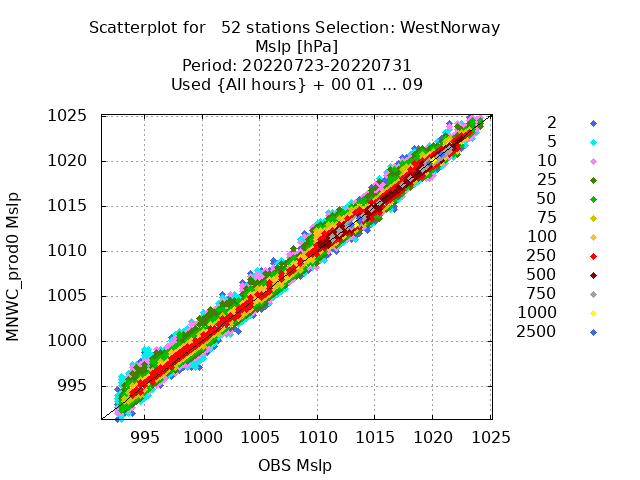 Scatterplot for   52 stations Selection: WestNorway
Mslp [hPa]
Period: 20220723-20220731
Used {All hours} + 00 01 ... 09
1025
1020
1015
1010
1005
1000
995
MNWC_prod0 Mslp
995 1000 1005 1010 1015 1020 1025
OBS Mslp
2
5
10
25
50
75
100
250
500
750
1000
2500